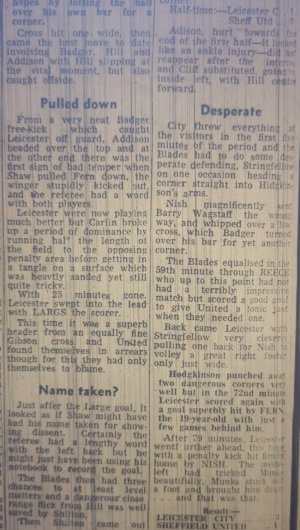 hopes by lofting the ball
over his own bar for a
corner.
Cross hit one wide, then
came the best move to date
involving Badger, Hill and
Addison with Hill slipping at
the vital moment, but also
caught offside.
Pulled down
From a very neat Badger
free-kick which caught
Leicester off guard, Addison
headed over the top and at
the other end there was the
first sign of bad temper when
Shaw pulled Fern down, the
winger stupidly kicked out,
and the referee had a word
with both players.
Leicester were now playing
much better but Carlin broke
up a period of dominance by
running half the length of
the field to the opposing
penalty area before getting in
a tangle on a surface which
was heavily sanded yet still
quite tricky.
With 25 minutes gone
Leicester swept into the lead
with LARGS the scorer.
This time it was a superb
header from an equally fine
Gibson cross and United
found themselves in arrears
though for this they had only
themselves to blame.
Name taken?
Just after the Large goal, it
looked as if Shaw might have
had his name taken for show-
ing dissent. Certainly the
referee had a lengthy word
with the left back but he
might just have been using his
notebook to record the goal.
The Blades then had three
chances to at least level
matters and a dangerous close
range flick from Hill was well
saved by Shilton.
Then Shilton came out
corner.
Half-time:—Leicester C. 1
Sheff Utd .. 0
Adison, hurt towards the
end of the first half—it looked
like an ankle injury—did not
reappear after the interval
and Cliff substituted, going
inside left, with Hill centre
forward.
Desperate
City threw everything at
the visitors in the first five
miutes of the period and the
Blades had to do some des-
perate defending, Stringfellow
on one occasion heading a
corner straight into Hodgkin-
son's arms.
Nish magnificently sent
Barry Wagstaff the wrong
way, and whipped over a low
cross, which Badger turned
over his bar for yet another
corner.
The Blades equalised in the
59th minute through REECE
who up to this point had not
had a terribly impressive
match but scored a good goal
to give United a tonic just
when they needed one.
Back came Leicester with
Stringfellow very cleverly
pulling one back for Nish to
volley a great right footer
only just wide.
Hodgkinson punched away
two dangerous corners very
well but in the 72nd minute
Leicester scored again with
a goal superbly hit by FERN,
the 19-year-old with just a
few games behind him.
After 79 minutes, Leicester
went further ahead, this time
with a penalty kick hit firmly
home by NISH. The inside
left had tricked Munks
beautifully. Munks stuck out
a foot and brought him down
. . and that was that.
Result:—
LEICESTER CITY
SHEFFIELD UNITED